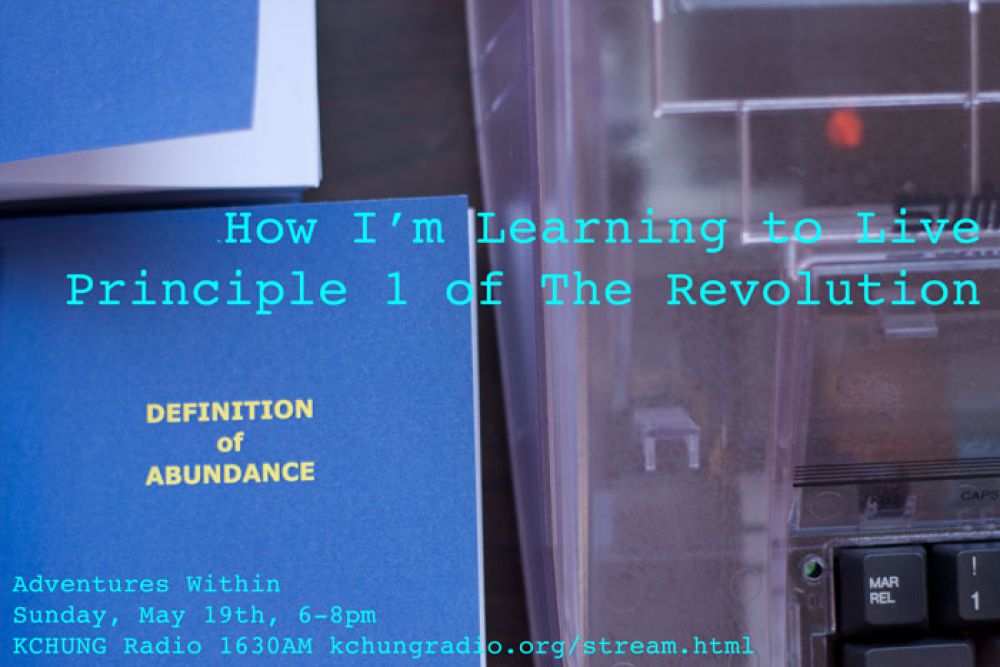 How I'm Learning to Live
Principle 1 of The Revolution
DEFINITION
of
ABUNDANCE
CAPS
MAR
REL
!
1
Adventures Within
Sunday, May 19th, 6-8pm
KCHUNG Radio 1630AM kchungradio.org/stream.html